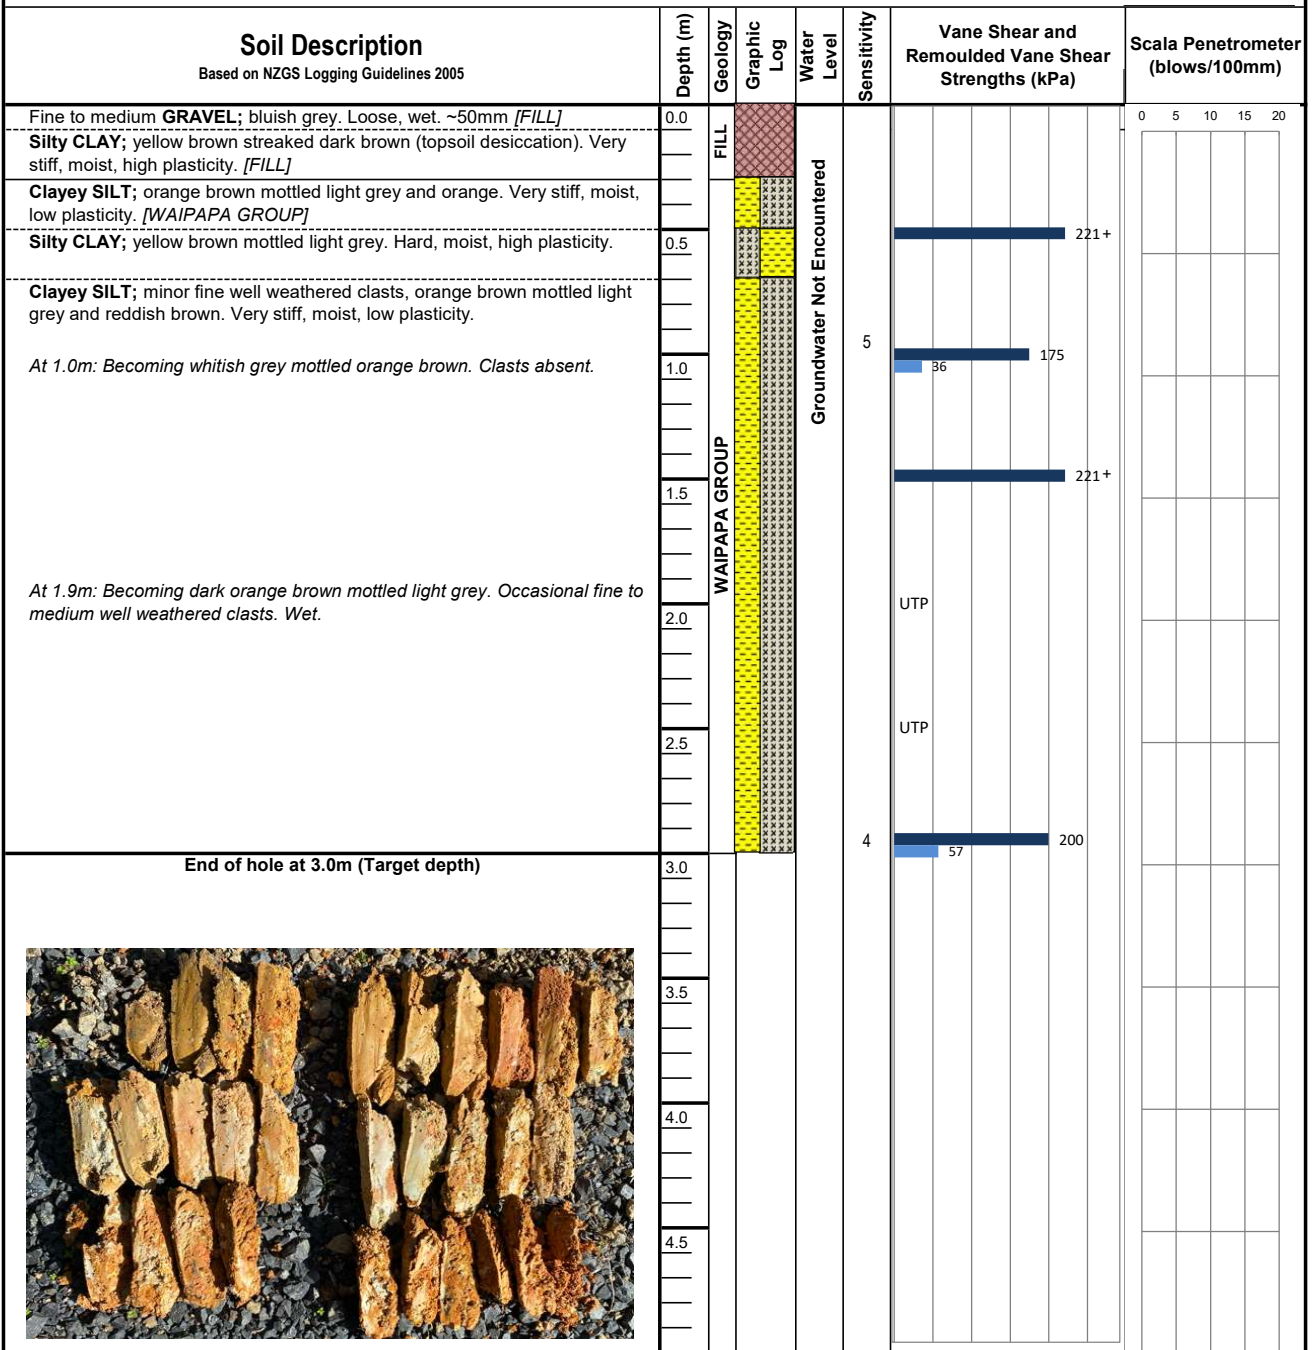 Soil Description
Based on NZGS Logging Guidelines 2005
Depth (m)
Geology
Graphic
Log
Water
Level
Sensitivity
Vane Shear and
Remoulded Vane Shear
Strengths (kPa)
Scala Penetrometer
(blows/100mm)
0 5 10 15 20
Fine to medium GRAVEL; bluish grey. Loose, wet. ~50mm [FILL]
Silty CLAY; yellow brown streaked dark brown (topsoil desiccation). Very
stiff, moist, high plasticity. [FILL]
Clayey SILT; orange brown mottled light grey and orange. Very stiff, moist,
low plasticity. [WAIPAPA GROUP]
Silty CLAY; yellow brown mottled light grey. Hard, moist, high plasticity.
Clayey SILT; minor fine well weathered clasts, orange brown mottled light
grey and reddish brown. Very stiff, moist, low plasticity.
At 1.0m: Becoming whitish grey mottled orange brown. Clasts absent.
At 1.9m: Becoming dark orange brown mottled light grey. Occasional fine to
medium well weathered clasts. Wet.
End of hole at 3.0m (Target depth)
0.0
0.5
1.0
1.5
2.0
2.5
3.0
3.5
4.0
4.5
FILL
WAIPAPA GROUP
Groundwater Not Encountered
5
4
221+
175
36
221+
UTP
UTP
200
57